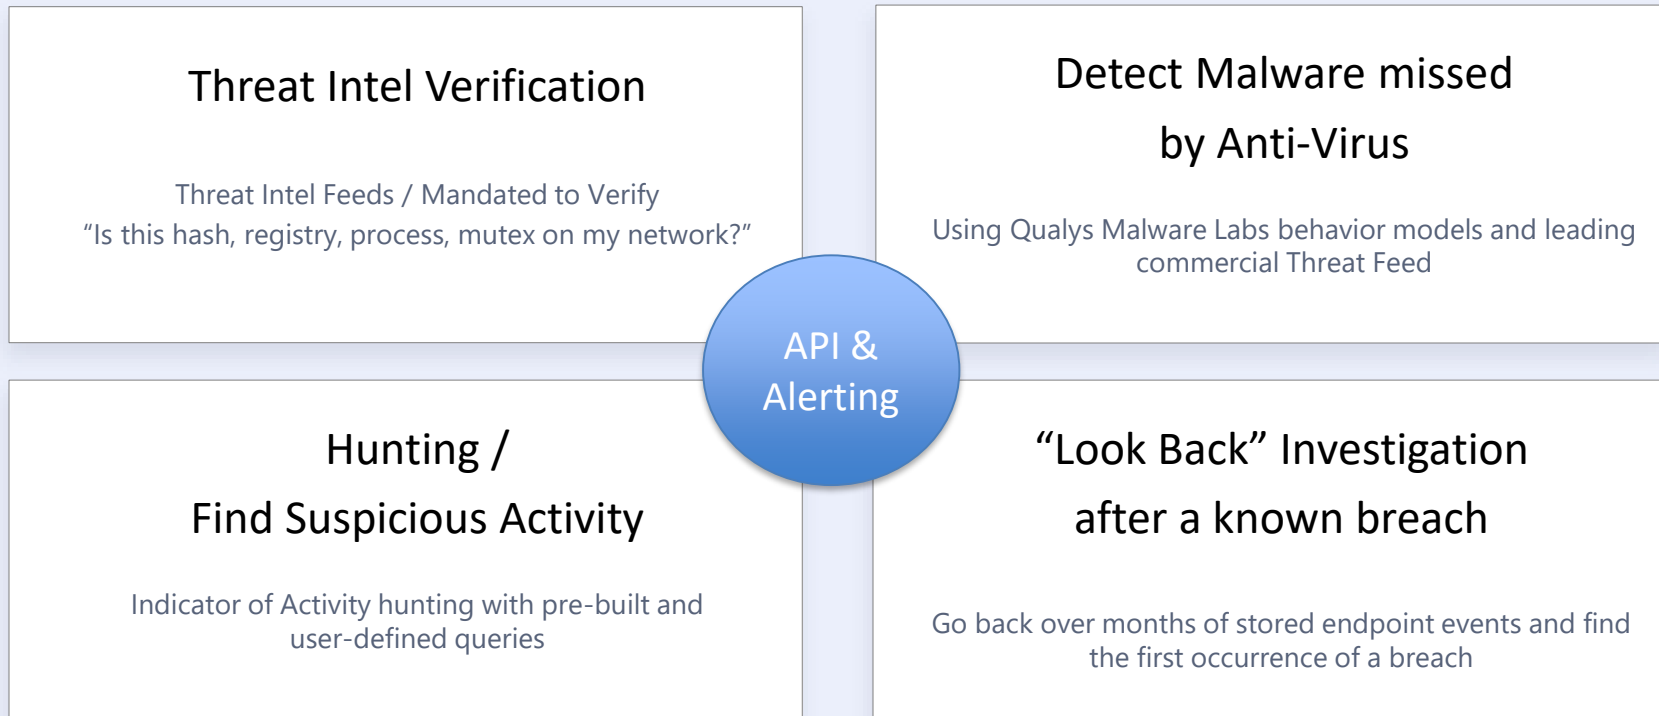 Threat Intel Verification
Threat Intel Feeds / Mandated to Verify
“Is this hash, registry, process, mutex on my network?”
Detect Malware missed
by Anti-Virus
Using Qualys Malware Labs behavior models and leading
commercial Threat Feed
API &
Alerting
Hunting /
Find Suspicious Activity
Indicator of Activity hunting with pre-built and
user-defined queries
“Look Back” Investigation
after a known breach
Go back over months of stored endpoint events and find
the first occurrence of a breach